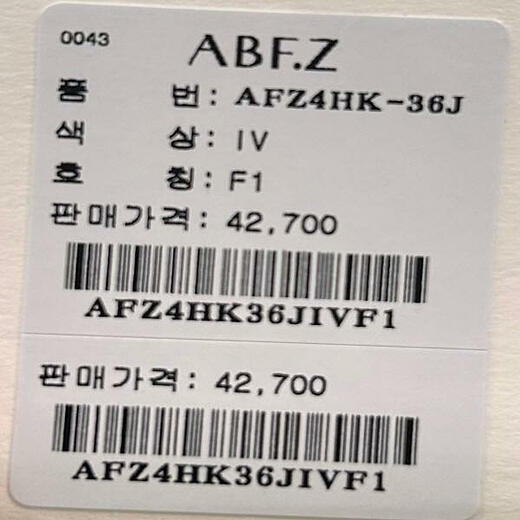 0043
ABF.Z
품 번: AFZ4HK-36J
색 상: IV
호 칭: F1
판매가격: 42,700
AFZ4HK36JIVF1
판매가격: 42,700
AFZ4HK36JIVF1